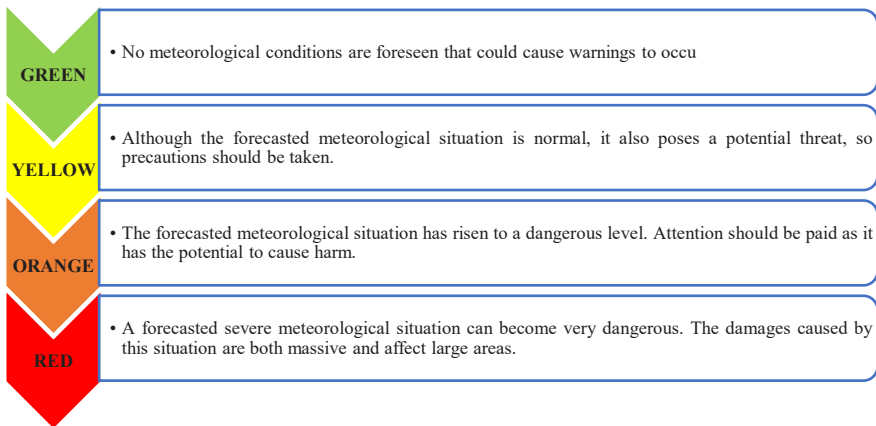 GREEN
• No meteorological conditions are foreseen that could cause warnings to occu
YELLOW
• Although the forecasted meteorological situation is normal, it also poses a potential threat, so
precautions should be taken.
ORANGE
• The forecasted meteorological situation has risen to a dangerous level. Attention should be paid as it
has the potential to cause harm.
RED
• A forecasted severe meteorological situation can become very dangerous. The damages caused by
this situation are both massive and affect large areas.